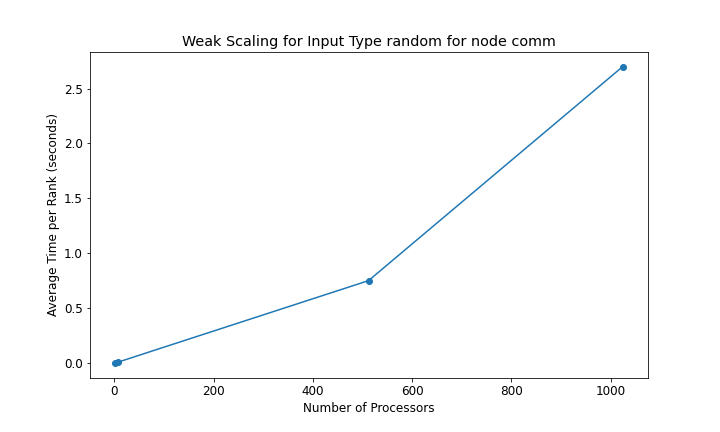 Weak Scaling for Input Type random for node comm
2.5
2.0
1.5
1.0
0.5
0.0
Average Time per Rank (seconds)
0 200 400 600 800 1000
Number of Processors